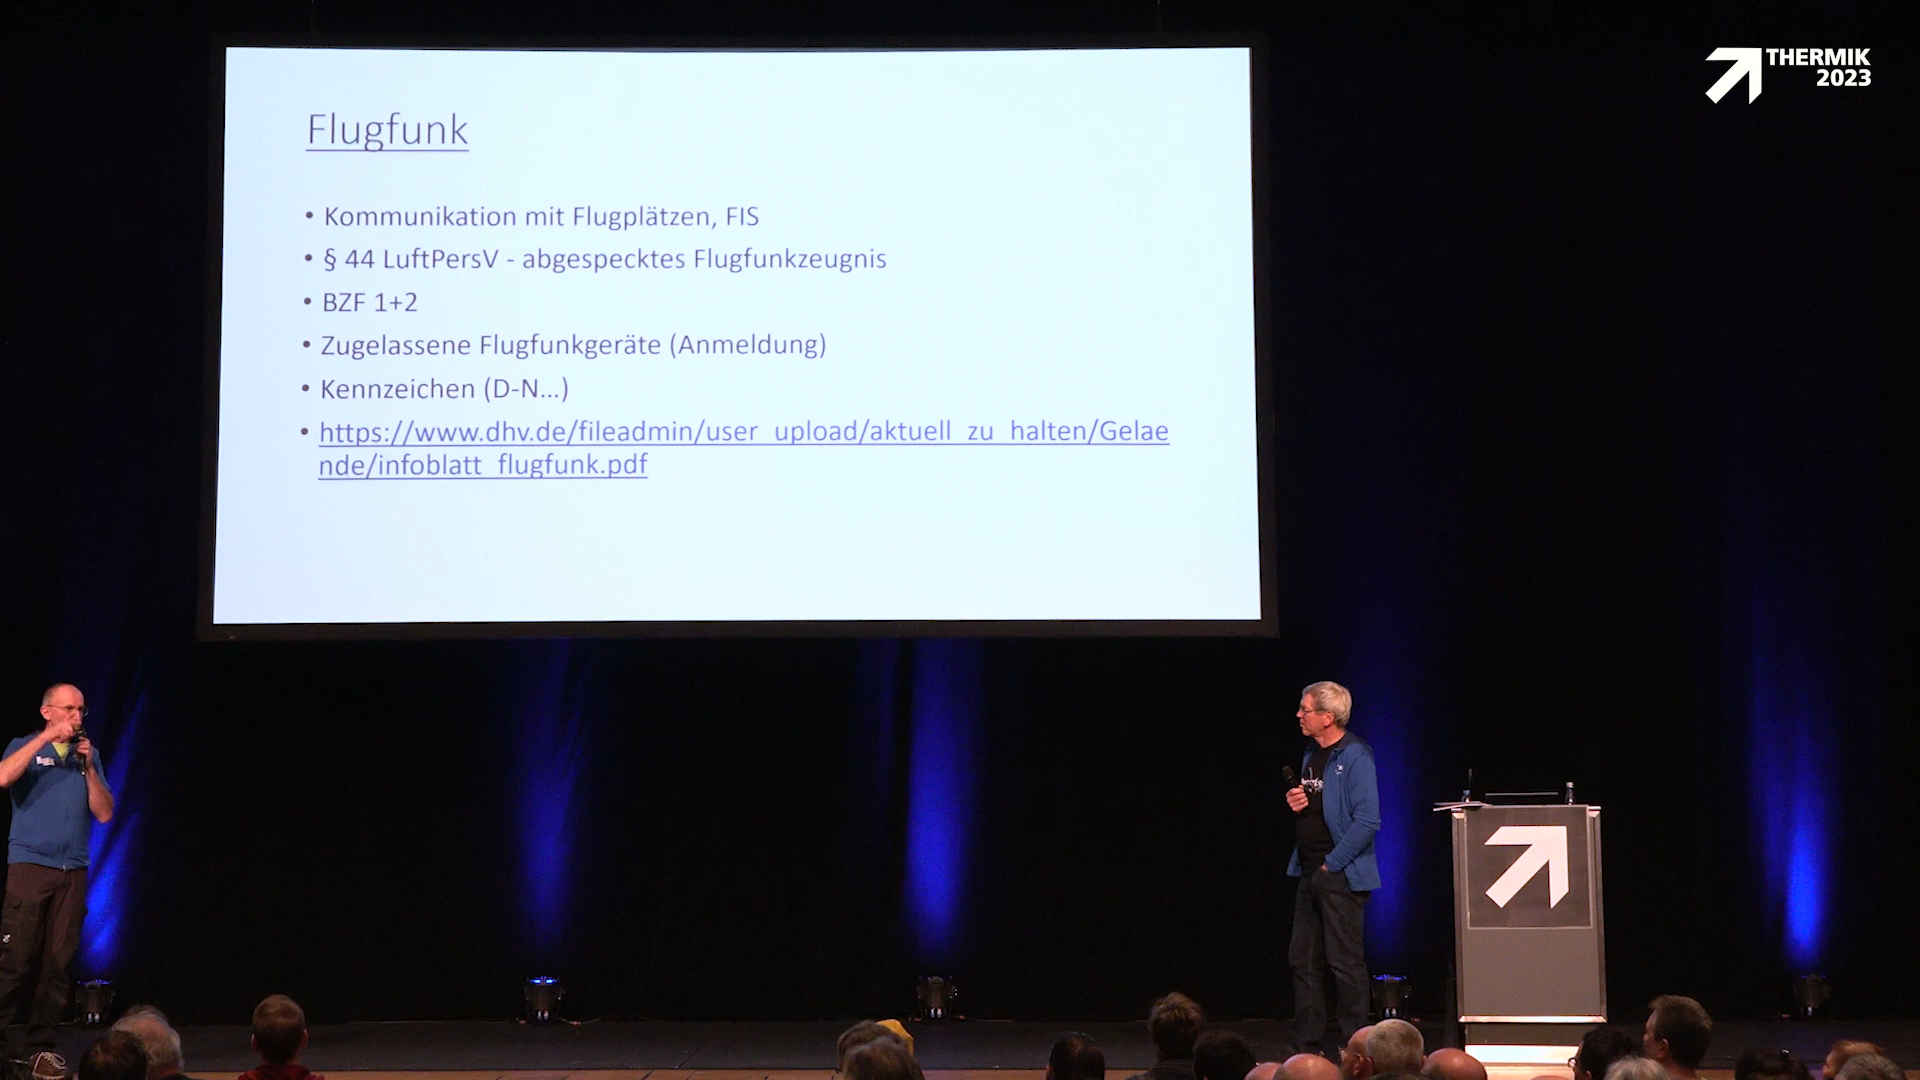 THERMIK
2023
Flugfunk
• Kommunikation mit Flugplätzen, FIS
• § 44 LuftPersV - abgespecktes Flugfunkzeugnis
• BZF 1+2
• Zugelassene Flugfunkgeräte (Anmeldung)
• Kennzeichen (D-N...)
• https://www.dhv.de/fileadmin/user_upload/aktuell_zu_halten/Gelae
nde/infoblatt_flugfunk.pdf